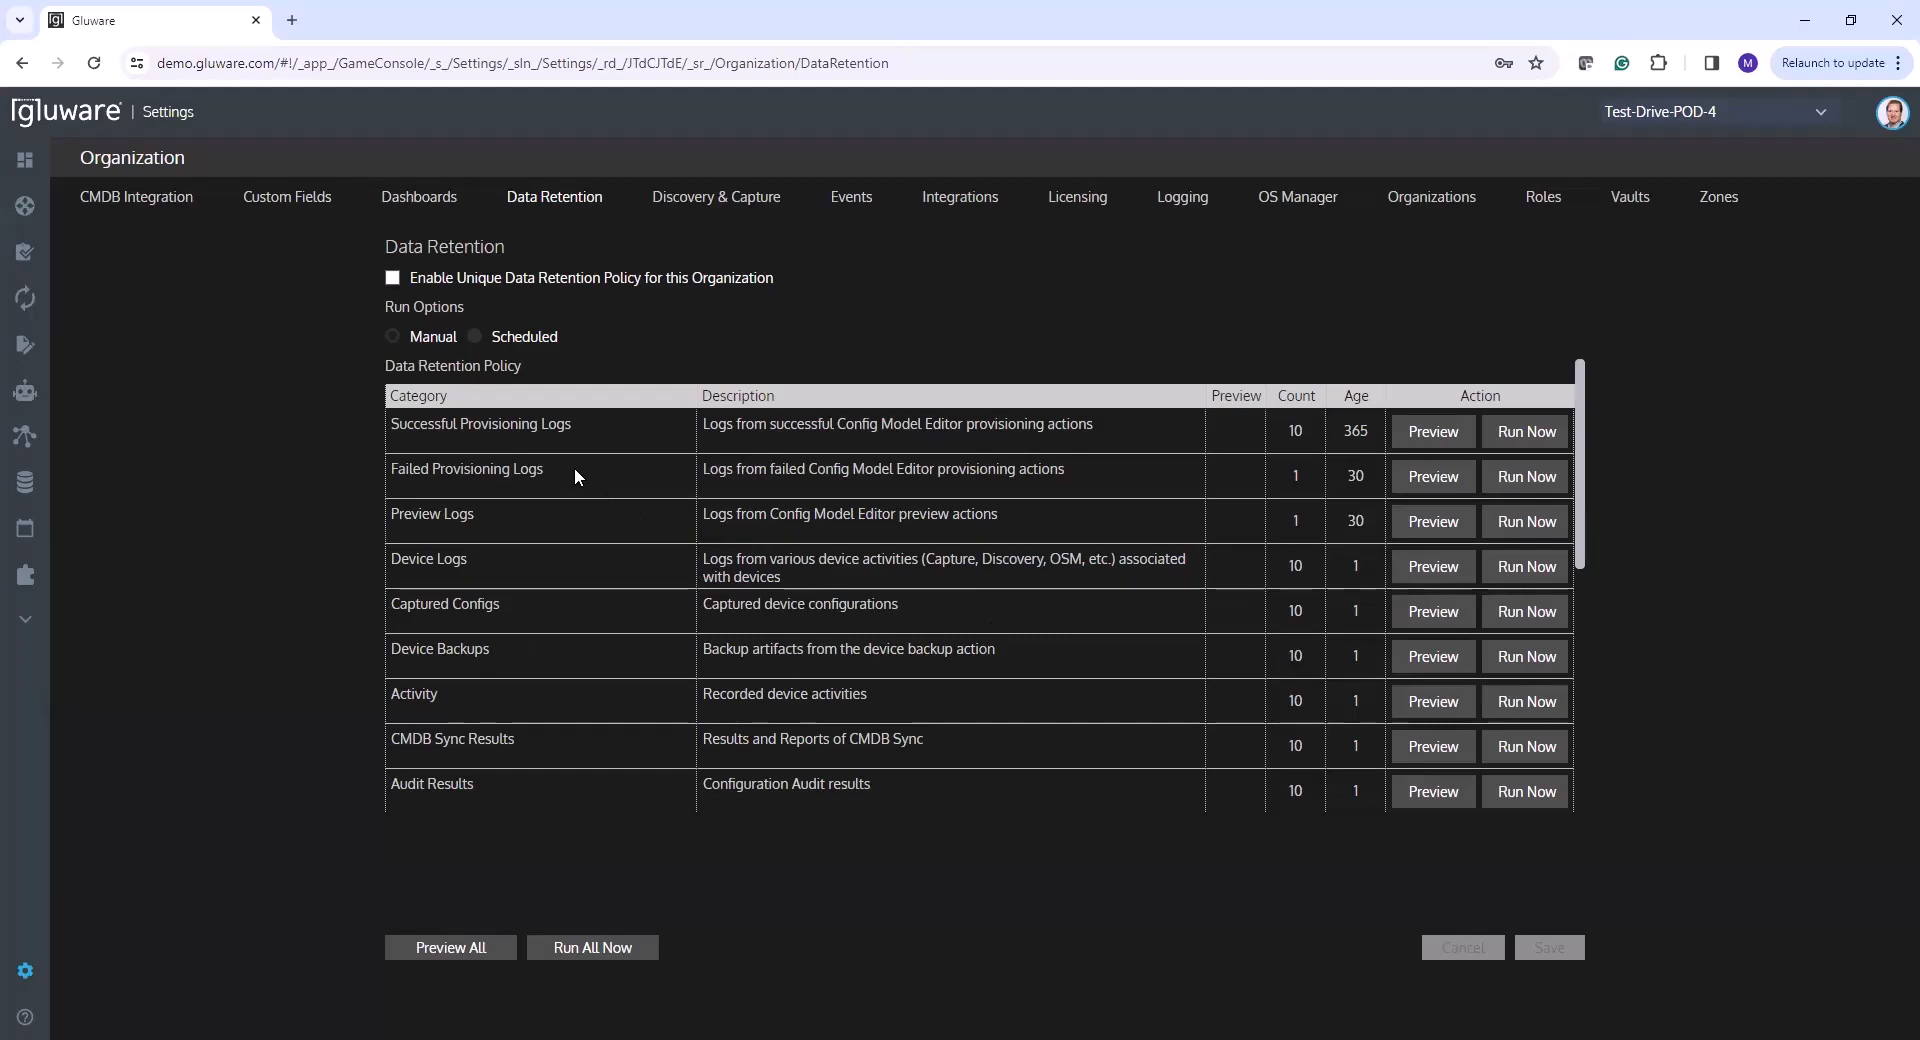 Gluware
demo.gluware.com/#!/_app_/GameConsole/_s_/Settings/_sln_/Settings/_rd_/JTdCJTdE/_sr_/Organization/DataRetention
M
Relaunch to update
[gluware | Settings
Test-Drive-POD-4
Organization
CMDB Integration Custom Fields Dashboards Data Retention Discovery & Capture Events Integrations Licensing Logging OS Manager Organizations Roles Vaults Zones
Data Retention
Enable Unique Data Retention Policy for this Organization
Run Options
Manual Scheduled
Data Retention Policy
Category Description Preview Count Age Action
Successful Provisioning Logs Logs from successful Config Model Editor provisioning actions 10 365 Preview Run Now
Failed Provisioning Logs Logs from failed Config Model Editor provisioning actions 1 30 Preview Run Now
Preview Logs Logs from Config Model Editor preview actions 1 30 Preview Run Now
Device Logs Logs from various device activities (Capture, Discovery, OSM, etc.) associated
with devices 10 1 Preview Run Now
Captured Configs Captured device configurations 10 1 Preview Run Now
Device Backups Backup artifacts from the device backup action 10 1 Preview Run Now
Activity Recorded device activities 10 1 Preview Run Now
CMDB Sync Results Results and Reports of CMDB Sync 10 1 Preview Run Now
Audit Results Configuration Audit results 10 1 Preview Run Now
Preview All Run All Now Cancel Save